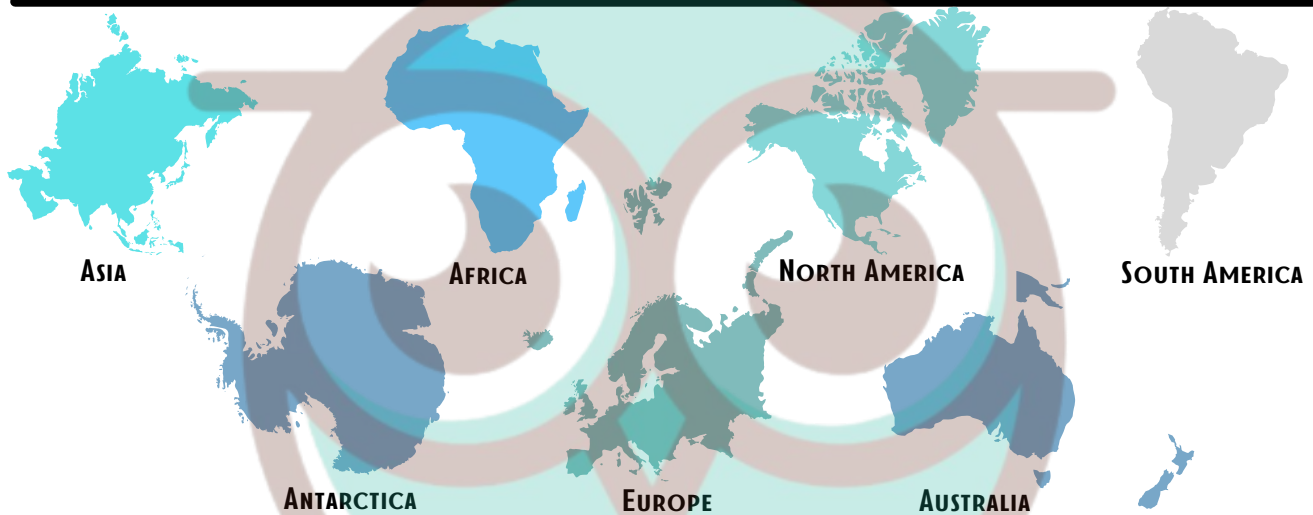 Asia
Africa
North America
South America
Antarctica
Europe
Australia